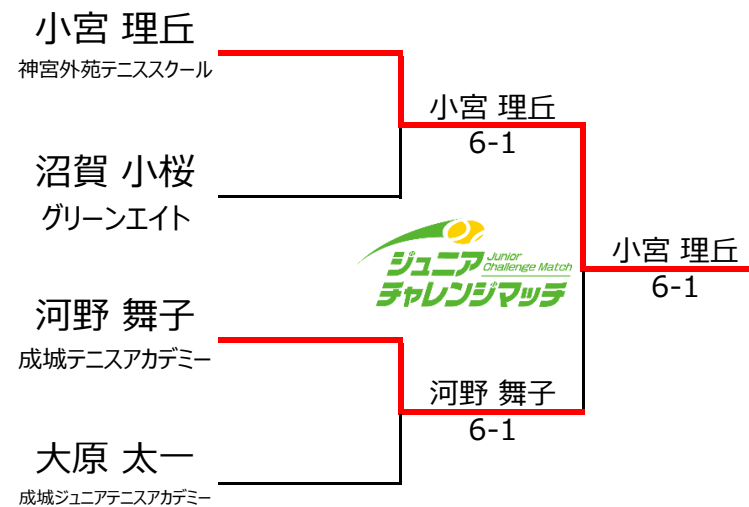 小宮 理丘
神宮外苑テニススクール
小宮 理丘
6-1
沼賀 小桜
グリーンエイト
ジュニア
Junior
Challenge Match
チャレンジマッチ
小宮 理丘
6-1
河野 舞子
成城テニスアカデミー
河野 舞子
6-1
大原 太一
成城ジュニアテニスアカデミー